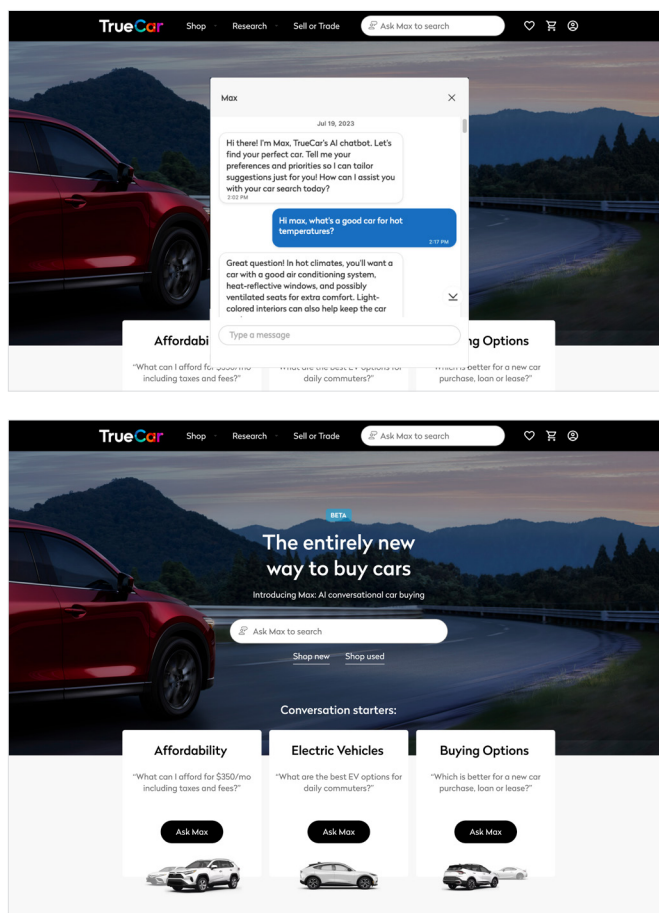 TrueCar Shop Research Sell or Trade Ask Max to search
Max
Jul 19, 2023
Hi there! I'm Max, TrueCar's AI chatbot. Let's
find your perfect car. Tell me your
preferences and priorities so I can tailor
suggestions just for you! How can I assist you
with your car search today?
2:02 PM
Hi max, what's a good car for hot
temperatures?
2:17 PM
Great question! In hot climates, you'll want a
car with a good air conditioning system,
heat-reflective windows, and possibly
ventilated seats for extra comfort. Light-
colored interiors can also help keep the car
Type a message
Affordabi
ng Options
"What can I afford for $350/mo
including taxes and fees?"
"What are the best EV options for
daily commuters?"
"Which is better for a new car
purchase, loan or lease?"
TrueCar Shop Research Sell or Trade Ask Max to search
BETA
The entirely new
way to buy cars
Introducing Max: AI conversational car buying
Ask Max to search
Shop new Shop used
Conversation starters:
Affordability
"What can I afford for $350/mo
including taxes and fees?"
Ask Max
Electric Vehicles
"What are the best EV options for
daily commuters?"
Ask Max
Buying Options
"Which is better for a new car
purchase, loan or lease?"
Ask Max